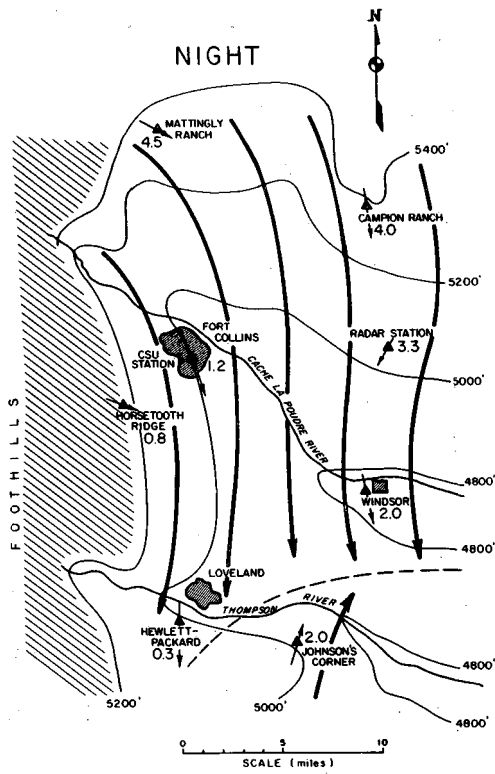 N
NIGHT
MATTINGLY
RANCH
4.5
5400'
CAMPION RANCH
4.0
5200'
FORT
COLLINS
CSU
STATION
1.2
RADAR STATION
3.3
5000'
CACHE LA POUDRE RIVER
HORSETOOTH
RIDGE
0.8
FOOTHILLS
4800'
WINDSOR
2.0
4800'
LOVELAND
THOMPSON RIVER
HEWLETT-
PACKARD
0.3
2.0
JOHNSON'S
CORNER
4800'
5200'
5000'
4800'
0 5 10
SCALE (miles)